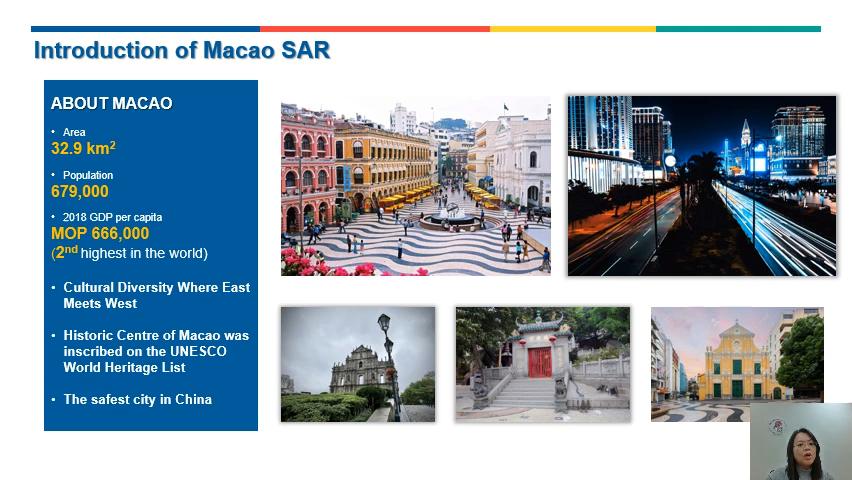 Introduction of Macao SAR
ABOUT MACAO
• Area
32.9 km²
• Population
679,000
• 2018 GDP per capita
MOP 666,000
(2nd highest in the world)
• Cultural Diversity Where East
Meets West
• Historic Centre of Macao was
inscribed on the UNESCO
World Heritage List
• The safest city in China